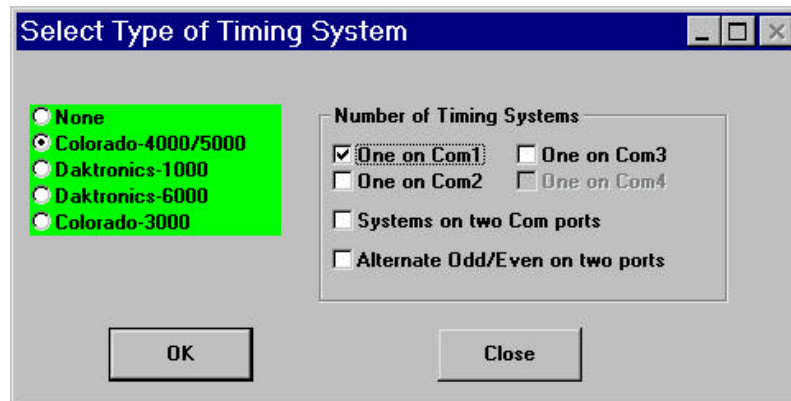 Select Type of Timing System
None
Colorado-4000/5000
Daktronics-1000
Daktronics-6000
Colorado-3000
Number of Timing Systems
One on Com1 One on Com3
One on Com2 One on Com4
Systems on two Com ports
Alternate Odd/Even on two ports
OK Close